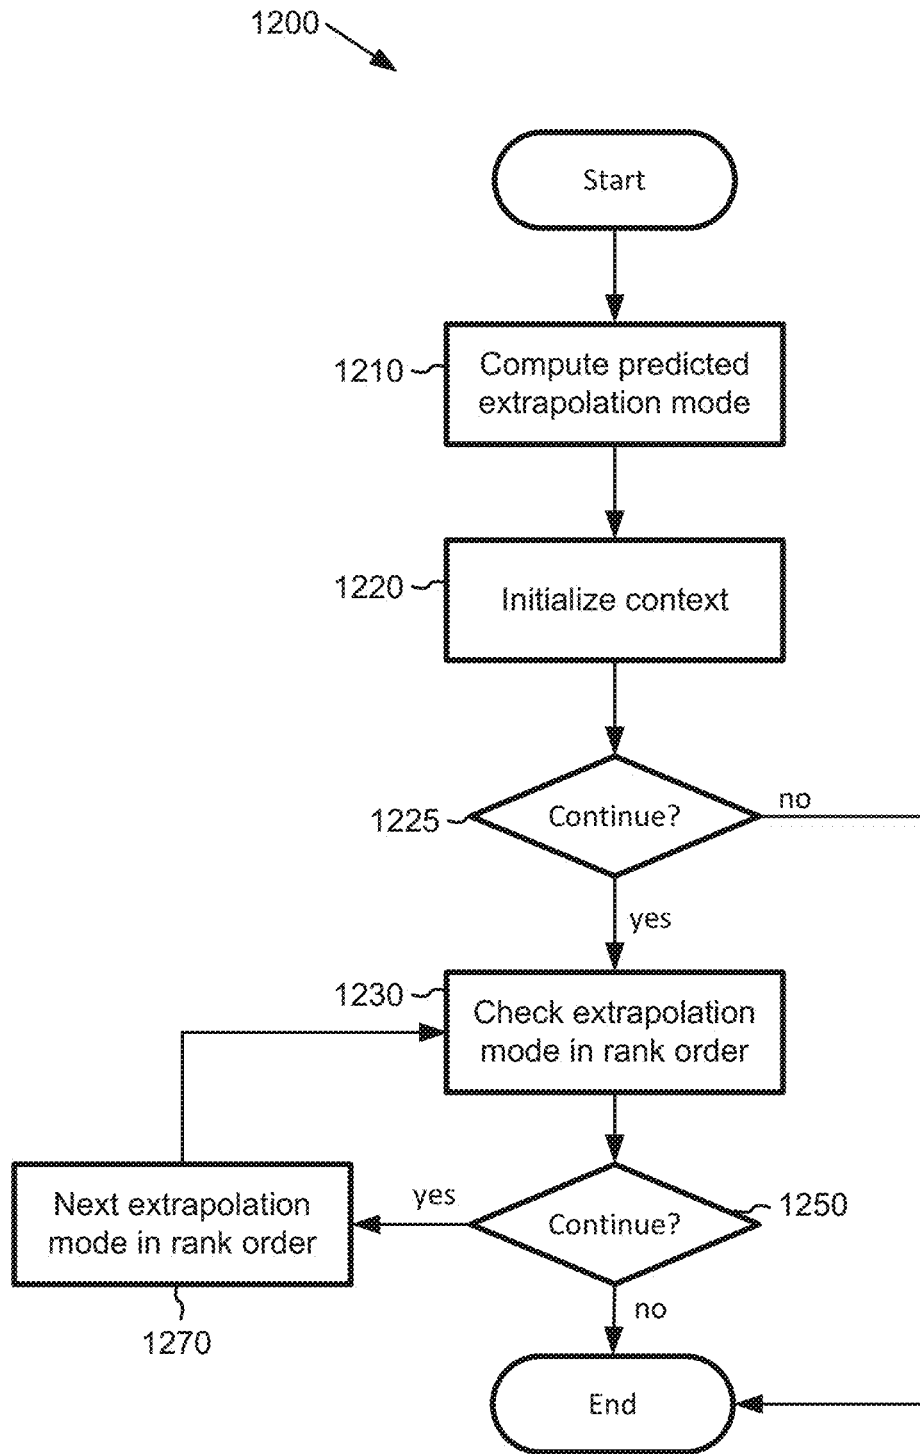 1200
Start
1210
Compute predicted
extrapolation mode
1220
Initialize context
1225
Continue?
no
yes
1230
Check extrapolation
mode in rank order
Next extrapolation
mode in rank order
yes
Continue?
1250
1270
no
End